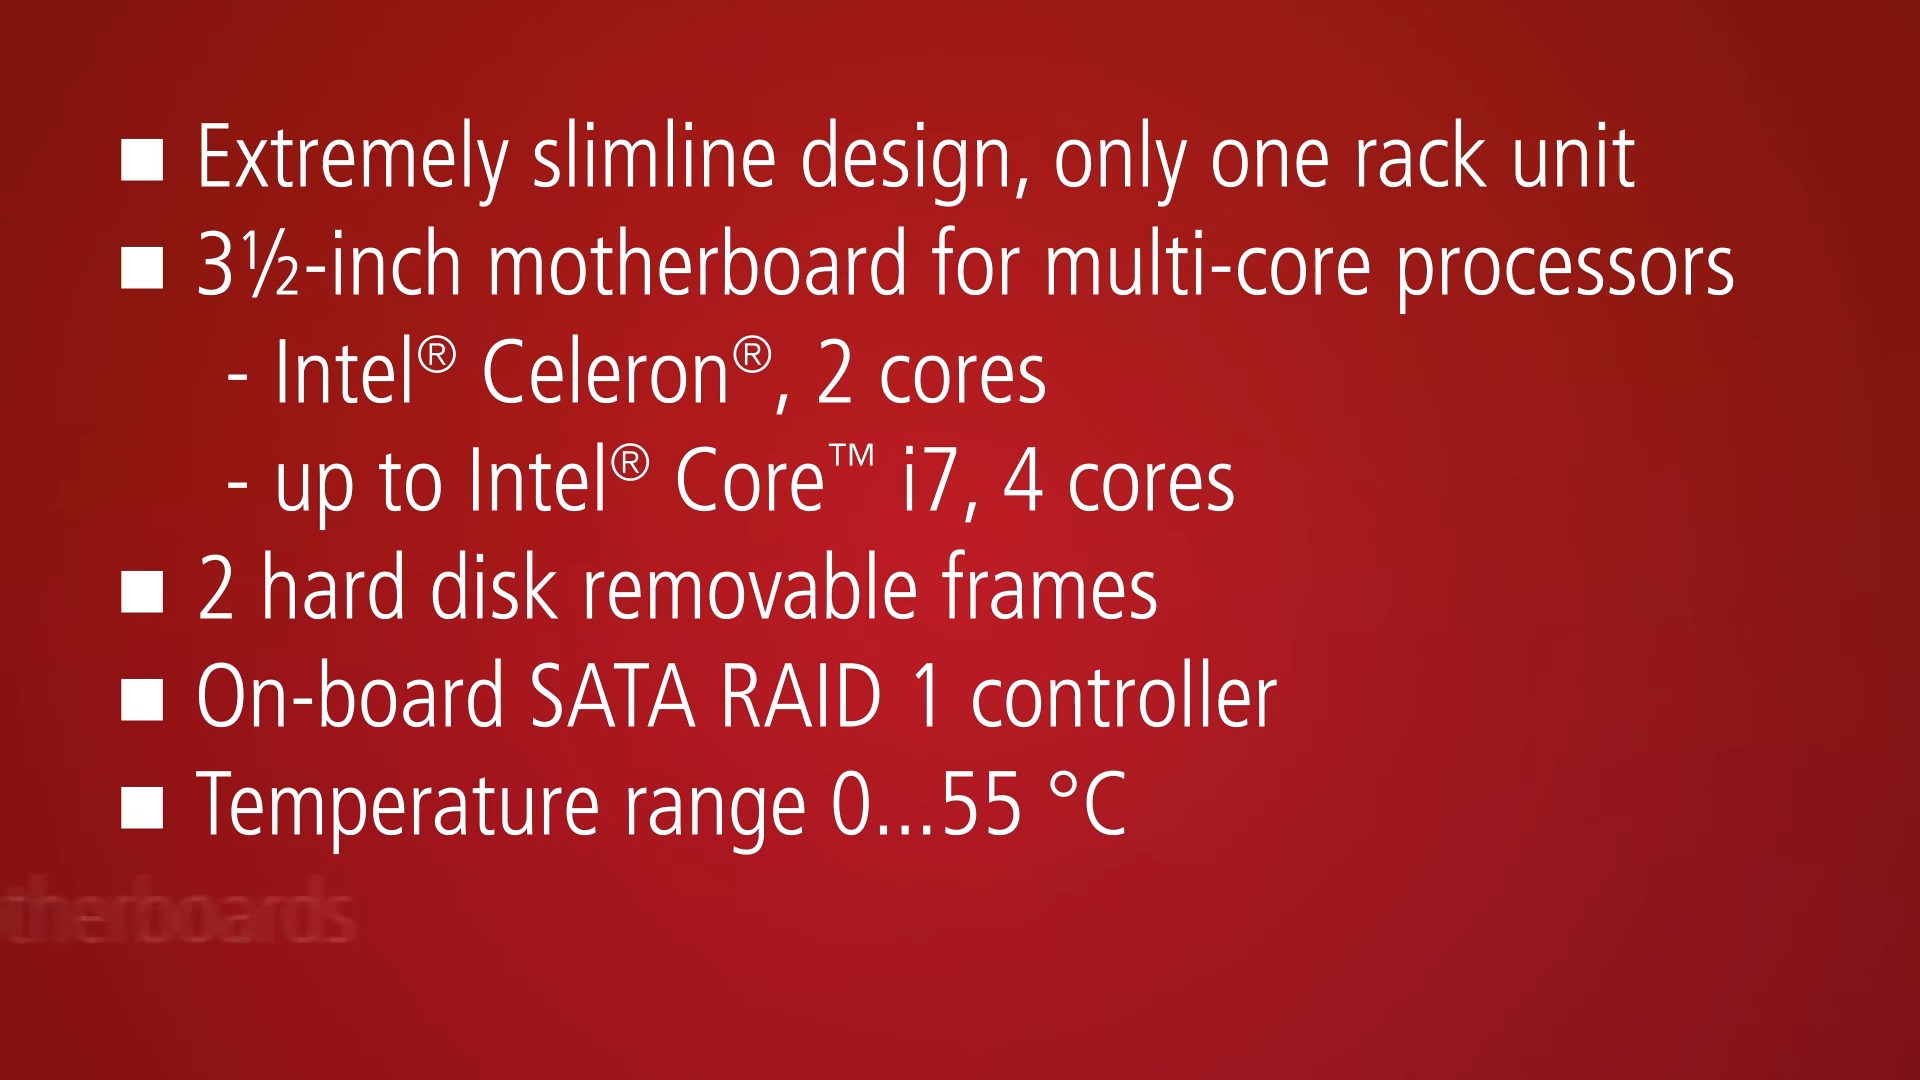 ■ Extremely slimline design, only one rack unit
■ 3½-inch motherboard for multi-core processors
- Intel® Celeron®, 2 cores
- up to Intel® Core™ i7, 4 cores
■ 2 hard disk removable frames
■ On-board SATA RAID 1 controller
■ Temperature range 0...55 °C